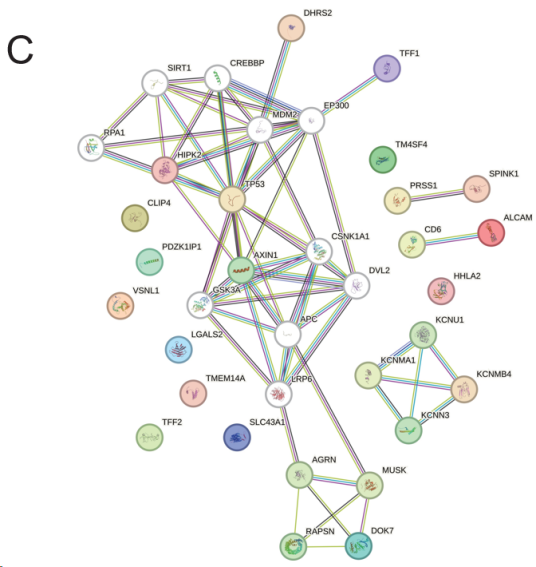 C
DHRS2
SIRT1
CREBBP
TFF1
EP300
MDM2
RPA1
HIPK2
TM4SF4
TP53
PRSS1
SPINK1
CLIP4
CD6
ALCAM
CSNK1A1
PDZK1IP1
AXIN1
DVL2
HHLA2
VSNL1
GSK3A
APC
KCNU1
LGALS2
KCNMA1
KCNMB4
TMEM14A
LRP6
KCNN3
TFF2
SLC43A1
AGRN
MUSK
RAPSN
DOK7